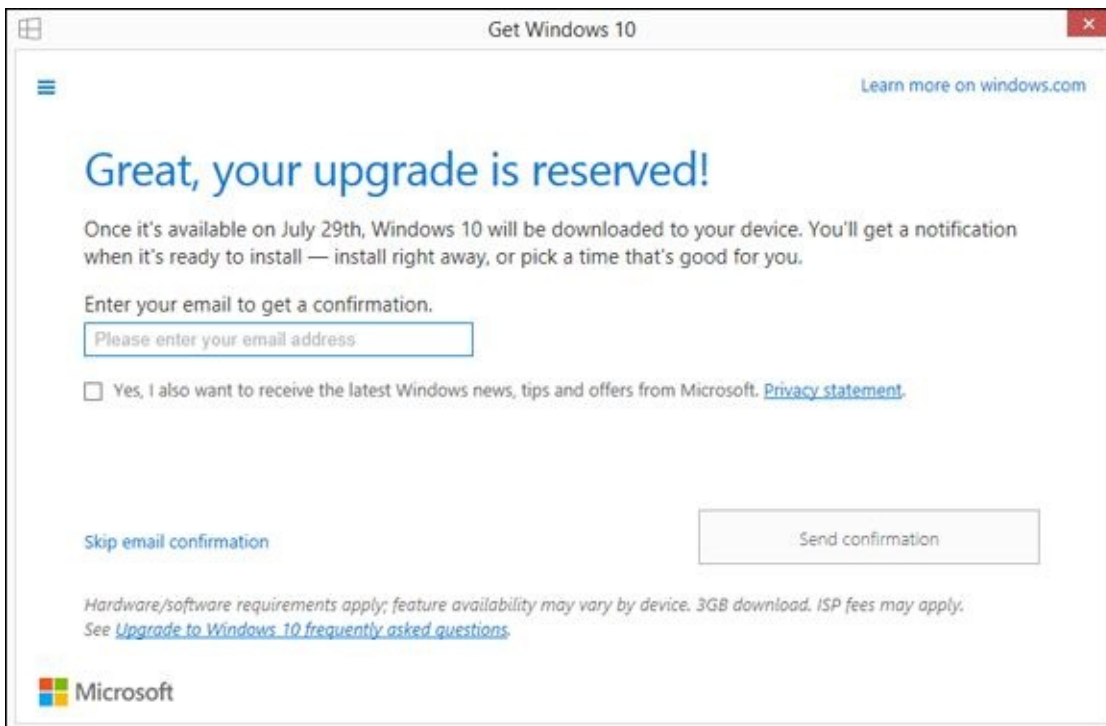 Get Windows 10
Learn more on windows.com
Great, your upgrade is reserved!
Once it's available on July 29th, Windows 10 will be downloaded to your device. You'll get a notification
when it's ready to install — install right away, or pick a time that's good for you.
Enter your email to get a confirmation.
Please enter your email address
Yes, I also want to receive the latest Windows news, tips and offers from Microsoft. Privacy statement.
Skip email confirmation
Send confirmation
Hardware/software requirements apply; feature availability may vary by device. 3GB download. ISP fees may apply.
See Upgrade to Windows 10 frequently asked questions.
Microsoft